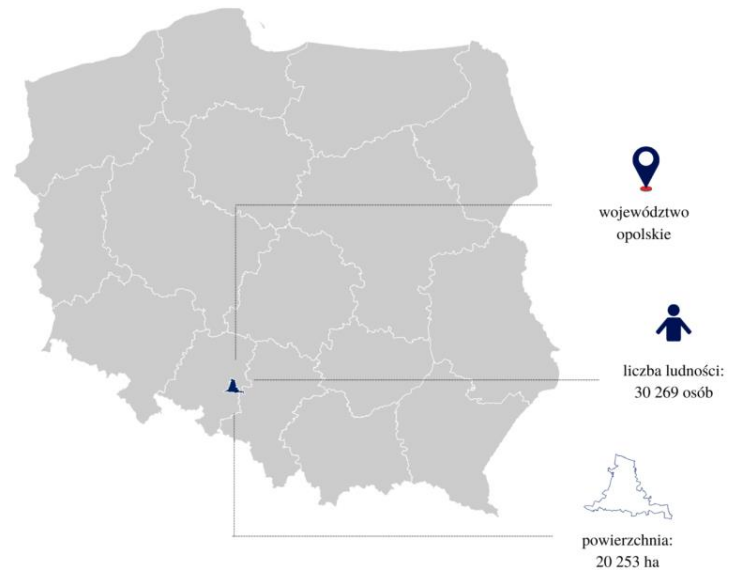 województwo
opolskie
liczba ludności:
30 269 osób
powierzchnia:
20 253 ha